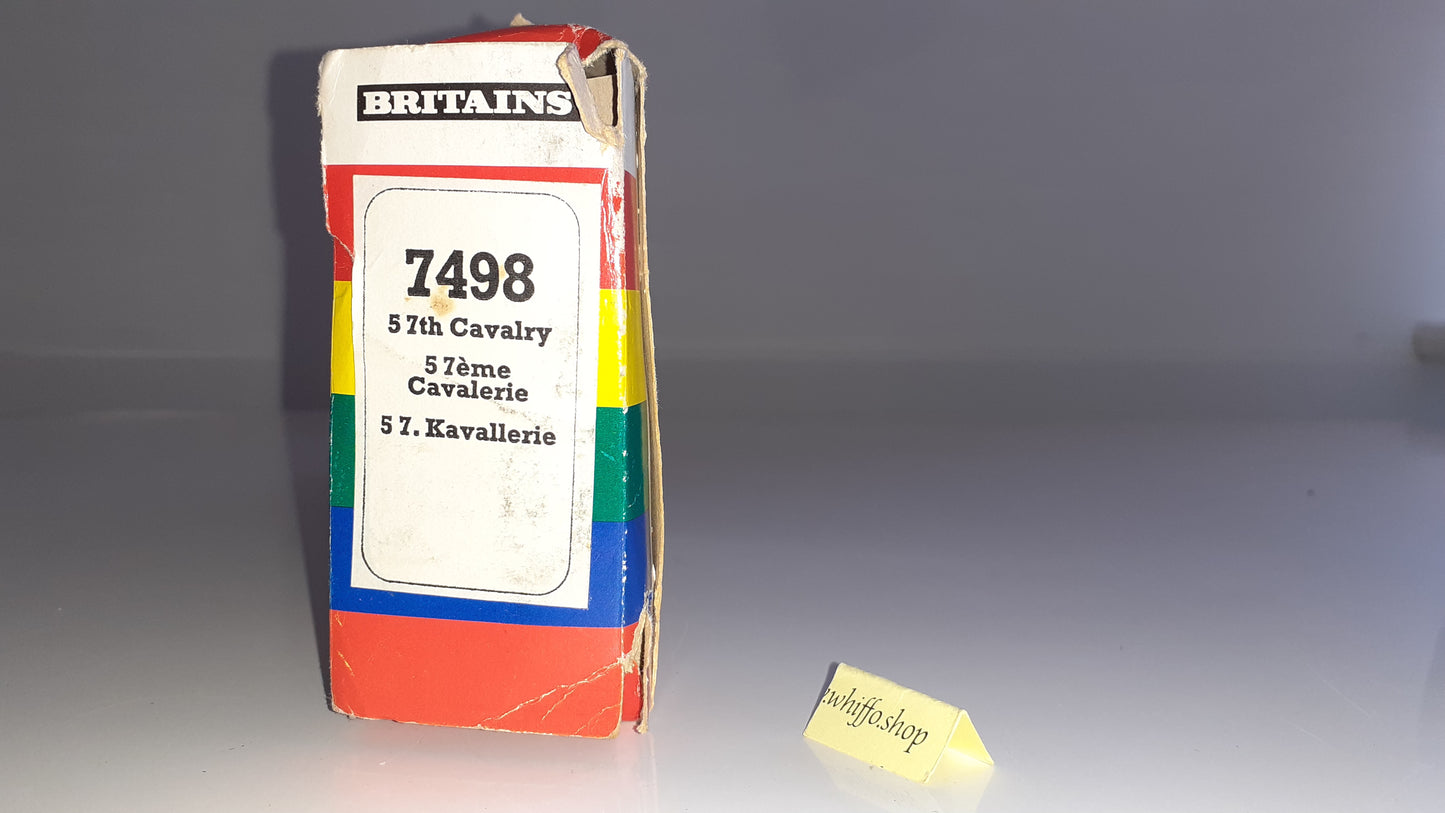 BRITAINS
7498
5 7th Cavalry
5 7ème
Cavalerie
5 7. Kavallerie
.whiffo.shop